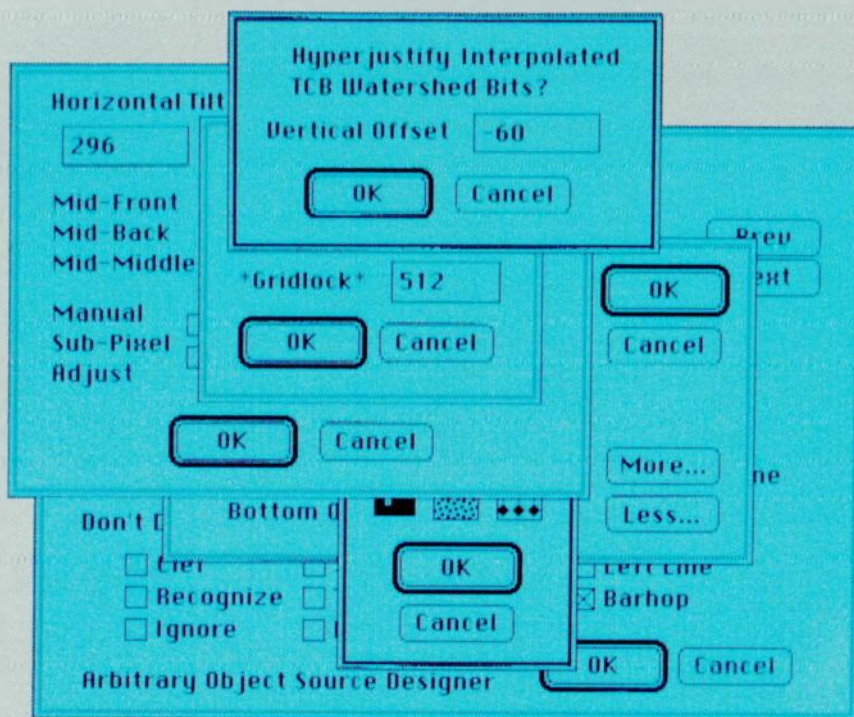 Hyperjustify Interpolated
TCB Watershed Bits?
Vertical Offset -60
OK Cancel
Horizontal Tilt
296
Mid-Front
Mid-Back
Mid-Middle
Manual
Sub-Pixel
Adjust
OK Cancel
*Gridlock* 512
OK Cancel
Prev
OK
Cancel
More...
Less...
Bottom
OK
Cancel
Don't
Recognize
Ignore
Left Line
Barhop
Arbitrary Object Source Designer
OK Cancel